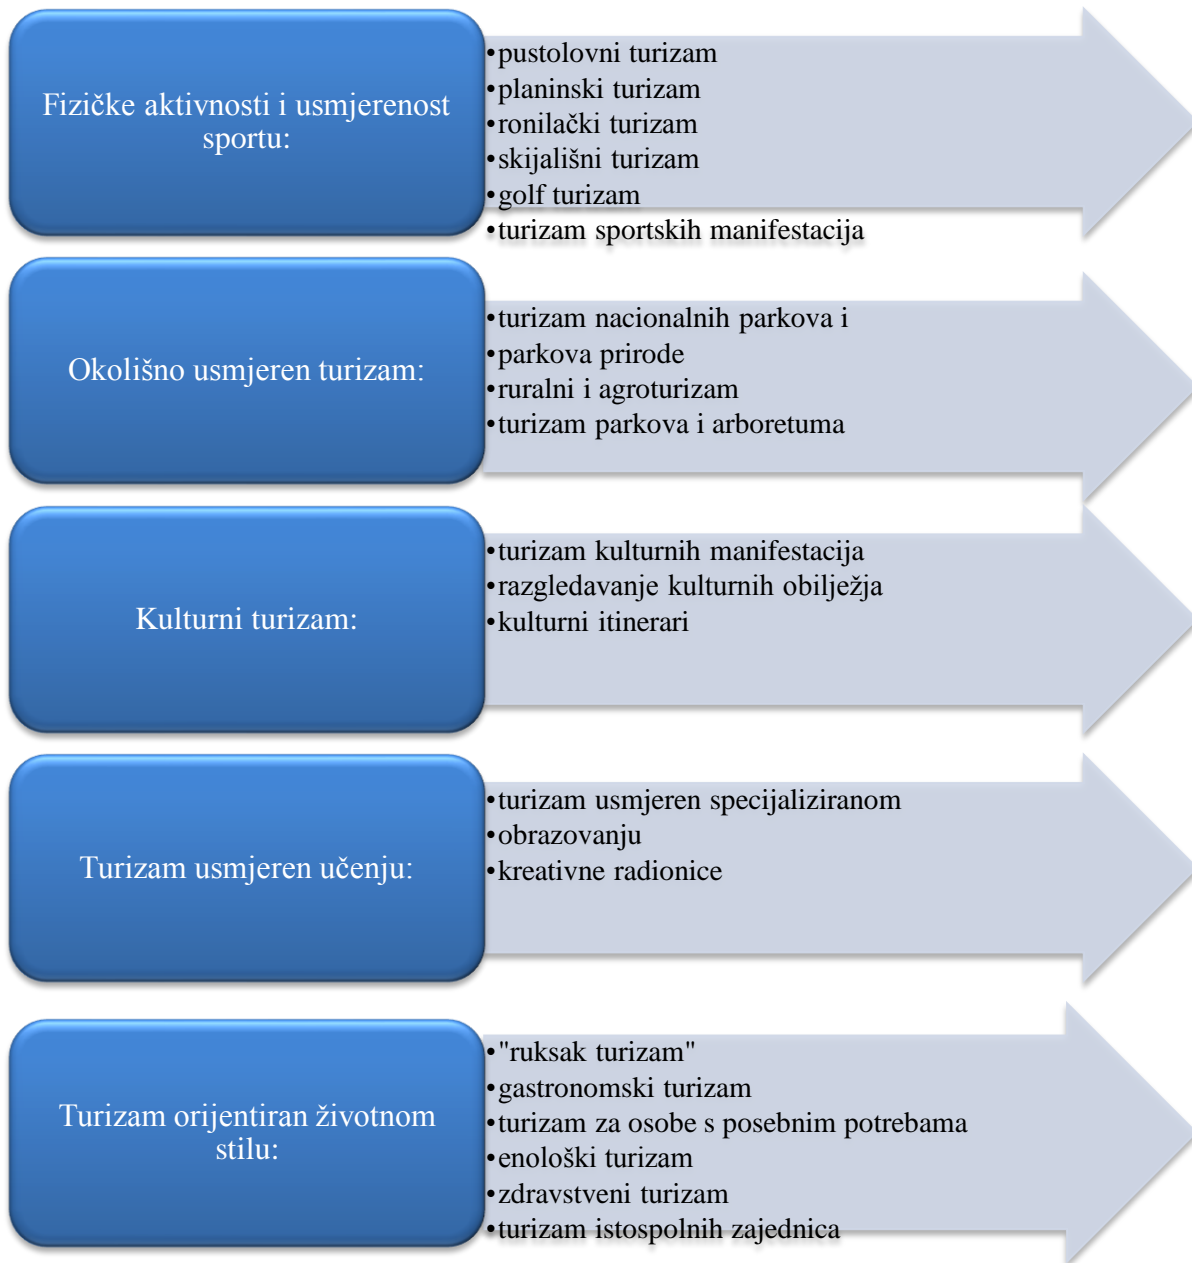 Fizičke aktivnosti i usmjerenost
sportu:
•pustolovni turizam
•planinski turizam
•ronilački turizam
•skijališni turizam
•golf turizam
•turizam sportskih manifestacija
Okolišno usmjeren turizam:
•turizam nacionalnih parkova i
•parkova prirode
•ruralni i agroturizam
•turizam parkova i arboretuma
Kulturni turizam:
•turizam kulturnih manifestacija
•razgledavanje kulturnih obilježja
•kulturni itinerari
Turizam usmjeren učenju:
•turizam usmjeren specijaliziranom
•obrazovanju
•kreativne radionice
Turizam orijentiran životnom
stilu:
•"ruksak turizam"
•gastronomski turizam
•turizam za osobe s posebnim potrebama
•enološki turizam
•zdravstveni turizam
•turizam istospolnih zajednica